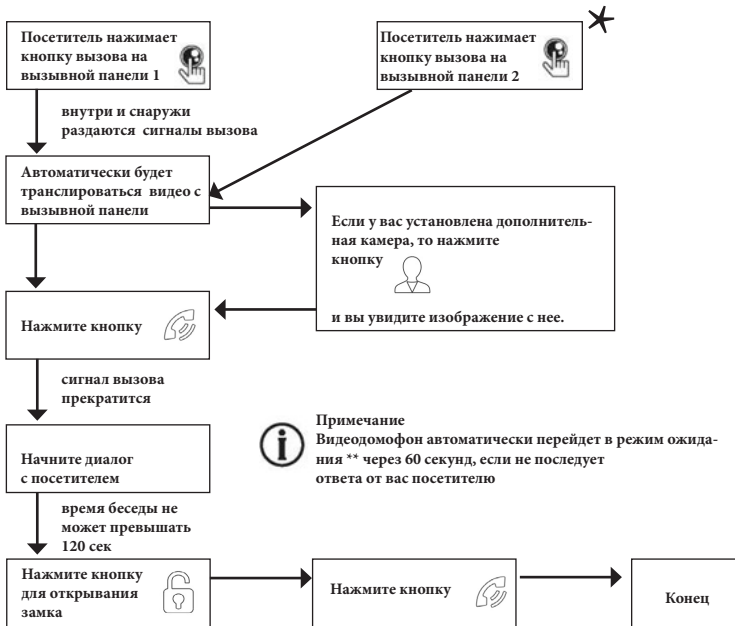 Посетитель нажимает
кнопку вызова на
вызывной панели 1
Посетитель нажимает
кнопку вызова на
вызывной панели 2
внутри и снаружи
раздаются сигналы вызова
Автоматически будет
транслироваться видео с
вызывной панели
Если у вас установлена дополнитель-
ная камера, то нажмите
кнопку
и вы увидите изображение с нее.
Нажмите кнопку
сигнал вызова
прекратится
Примечание
Видеодомофон автоматически перейдет в режим ожида-
ния ** через 60 секунд, если не последует
ответа от вас посетителю
Начните диалог
с посетителем
время беседы не
может превышать
120 сек
Нажмите кнопку
для открывания
замка
Нажмите кнопку
Конец